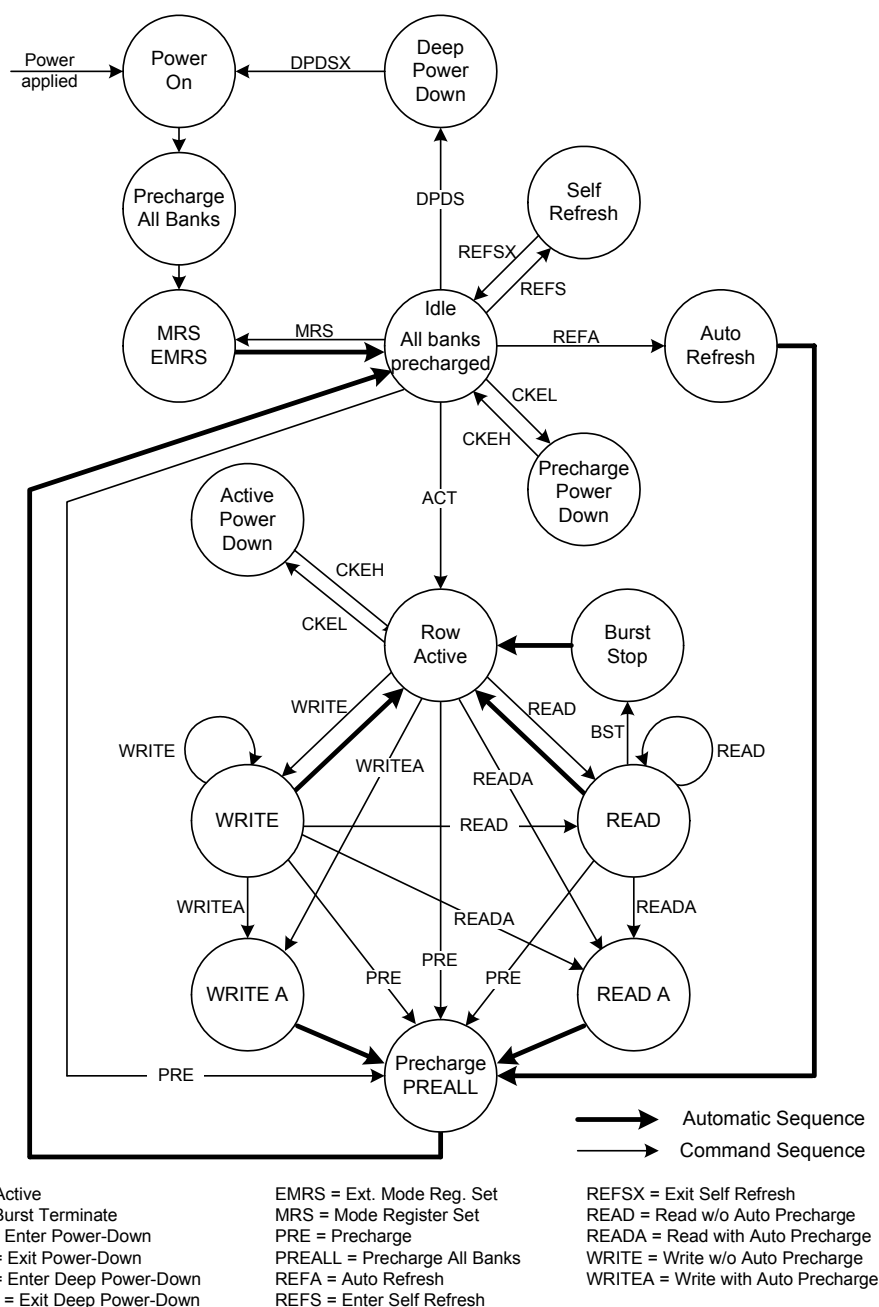 Power
applied
Power
On
DPDSX
Deep
Power
Down
Precharge
All Banks
DPDS
Self
Refresh
REFSX
REFS
MRS
EMRS
MRS
Idle
All banks
precharged
REFA
Auto
Refresh
CKEL
CKEH
Precharge
Power
Down
ACT
Active
Power
Down
CKEH
CKEL
Row
Active
Burst
Stop
WRITE
READ
BST
WRITE
WRITEA
READA
READ
WRITE
READ
READ
WRITEA
READA
READA
PRE
PRE
PRE
WRITE A
READ A
PRE
Precharge
PREALL
Automatic Sequence
Command Sequence
Active
Burst Terminate
Enter Power-Down
= Exit Power-Down
= Enter Deep Power-Down
= Exit Deep Power-Down
EMRS = Ext. Mode Reg. Set
MRS = Mode Register Set
PRE = Precharge
PREALL = Precharge All Banks
REFA = Auto Refresh
REFS = Enter Self Refresh
REFSX = Exit Self Refresh
READ = Read w/o Auto Precharge
READA = Read with Auto Precharge
WRITE = Write w/o Auto Precharge
WRITEA = Write with Auto Precharge